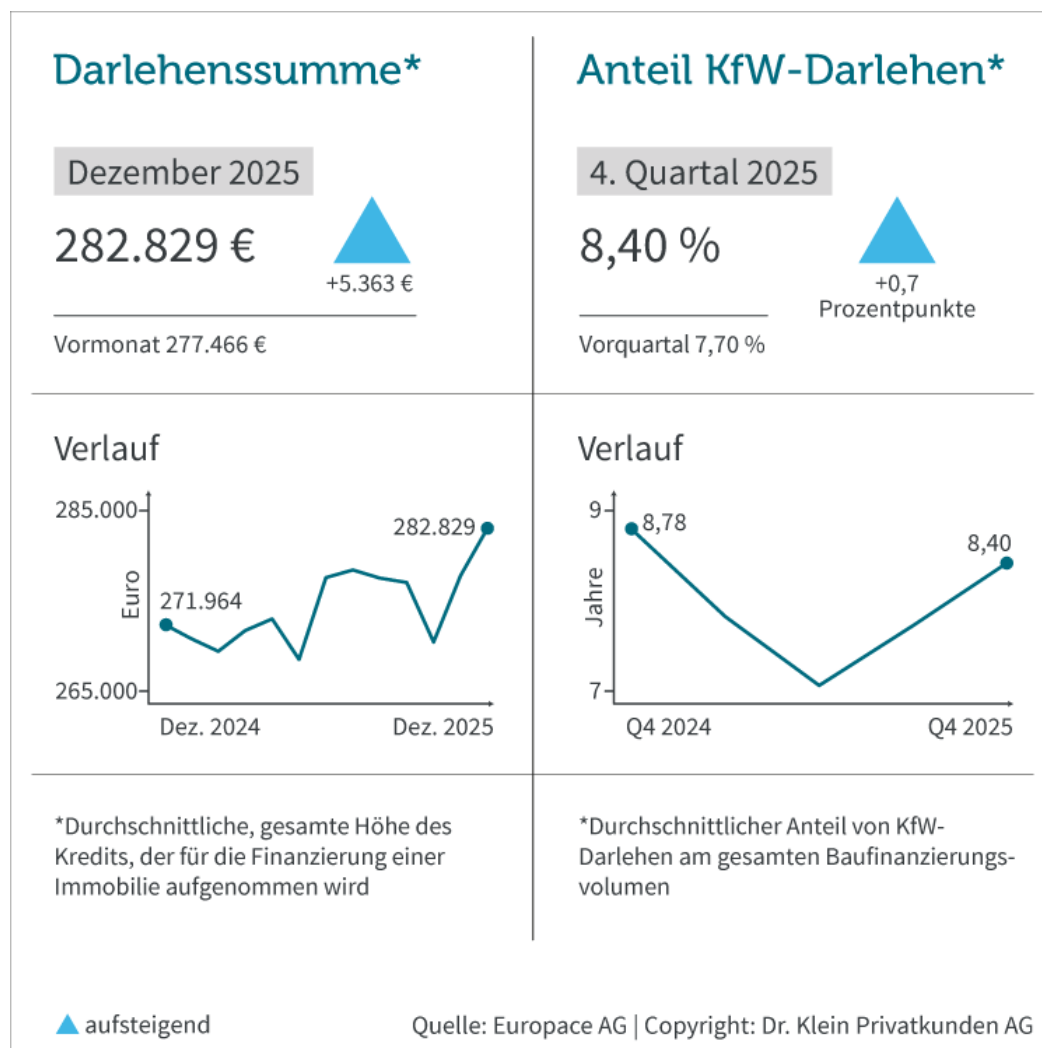 Darlehenssumme*
Dezember 2025
282.829 €
+5.363 €
Vormonat 277.466 €
Anteil KfW-Darlehen*
4. Quartal 2025
8,40 %
+0,7
Prozentpunkte
Vorquartal 7,70 %
Verlauf
285.000
282.829
Euro
271.964
265.000
Dez. 2024
Dez. 2025
Verlauf
9
8,78
8,40
Jahre
7
Q4 2024
Q4 2025
*Durchschnittliche, gesamte Höhe des
Kredits, der für die Finanzierung einer
Immobilie aufgenommen wird
*Durchschnittlicher Anteil von KfW-
Darlehen am gesamten Baufinanzierungs-
volumen
aufsteigend
Quelle: Europace AG | Copyright: Dr. Klein Privatkunden AG